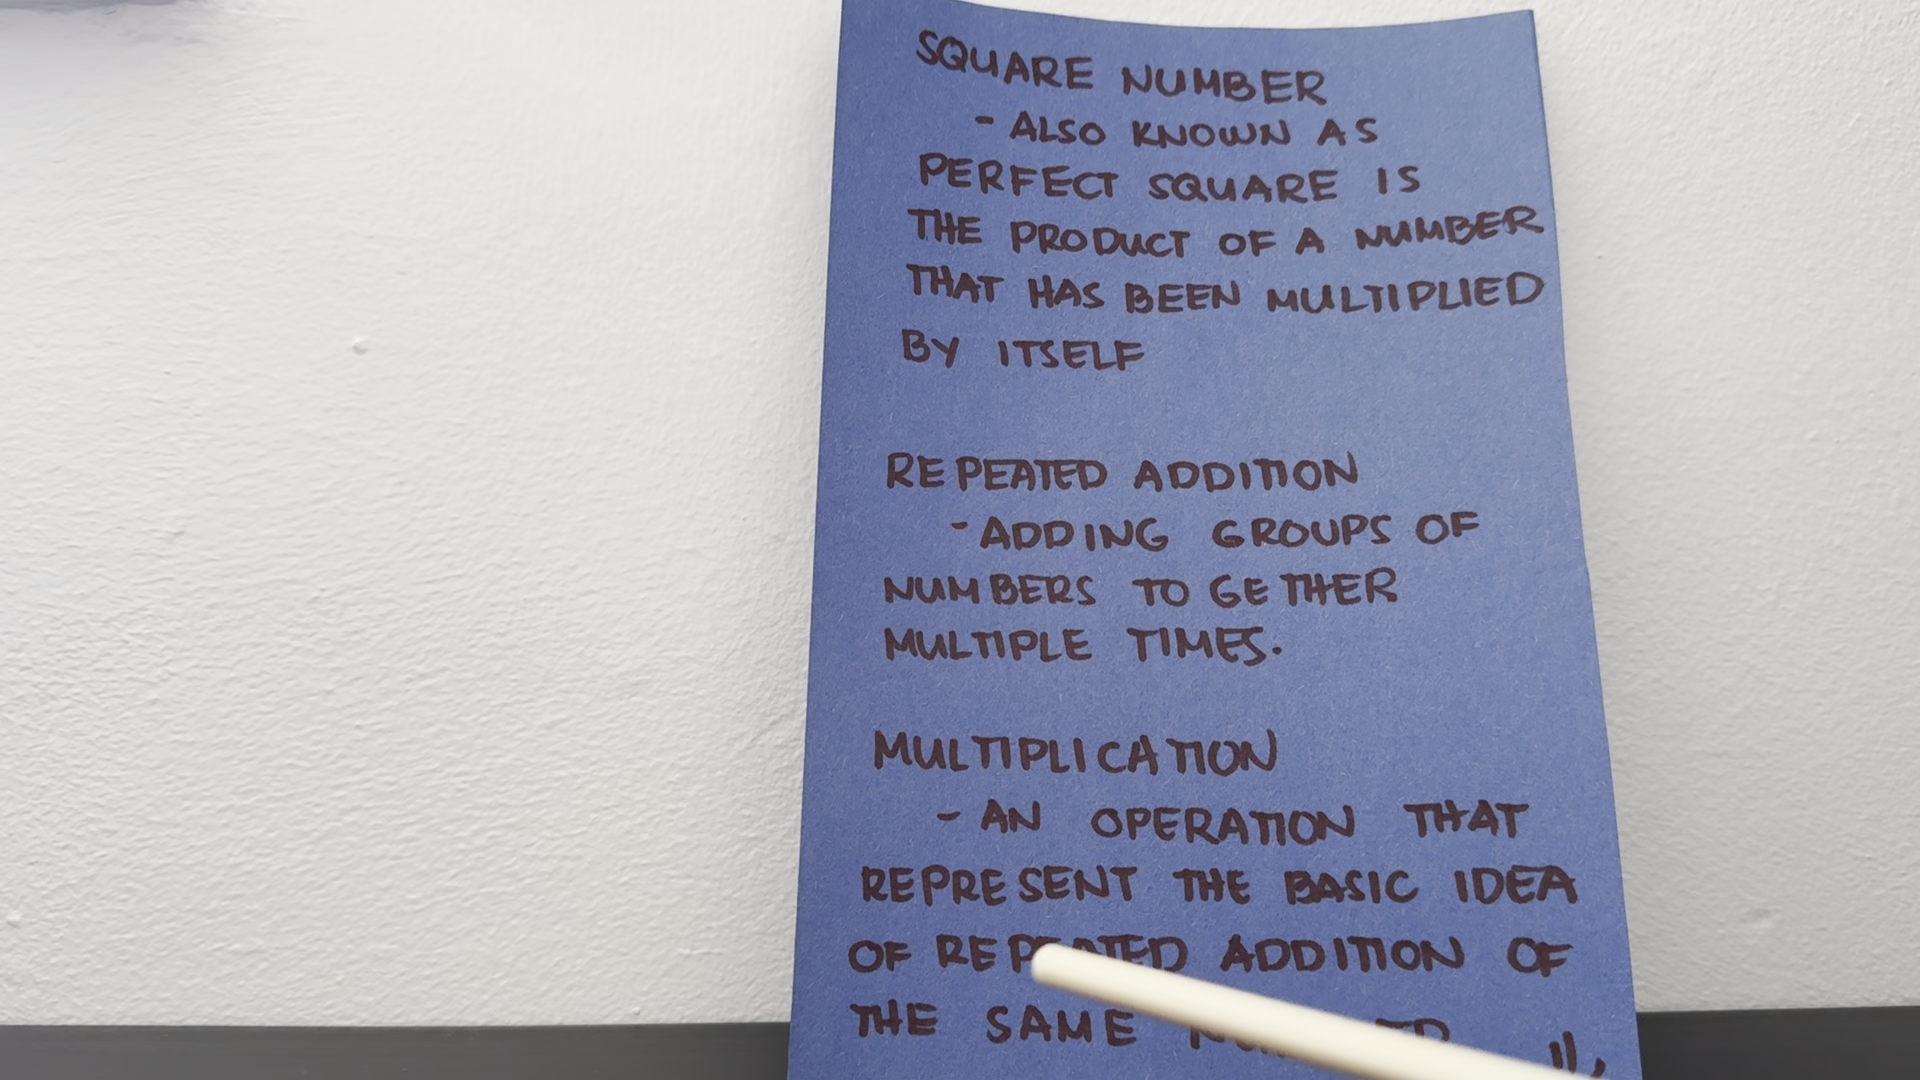 SQUARE NUMBER
- ALSO KNOWN AS
PERFECT SQUARE IS
THE PRODUCT OF A NUMBER
THAT HAS BEEN MULTIPLIED
BY ITSELF
REPEATED ADDITION
- ADDING GROUPS OF
NUMBERS TOGETHER
MULTIPLE TIMES.
MULTIPLICATION
- AN OPERATION THAT
REPRESENT THE BASIC IDEA
OF REPEATED ADDITION OF
THE SAME